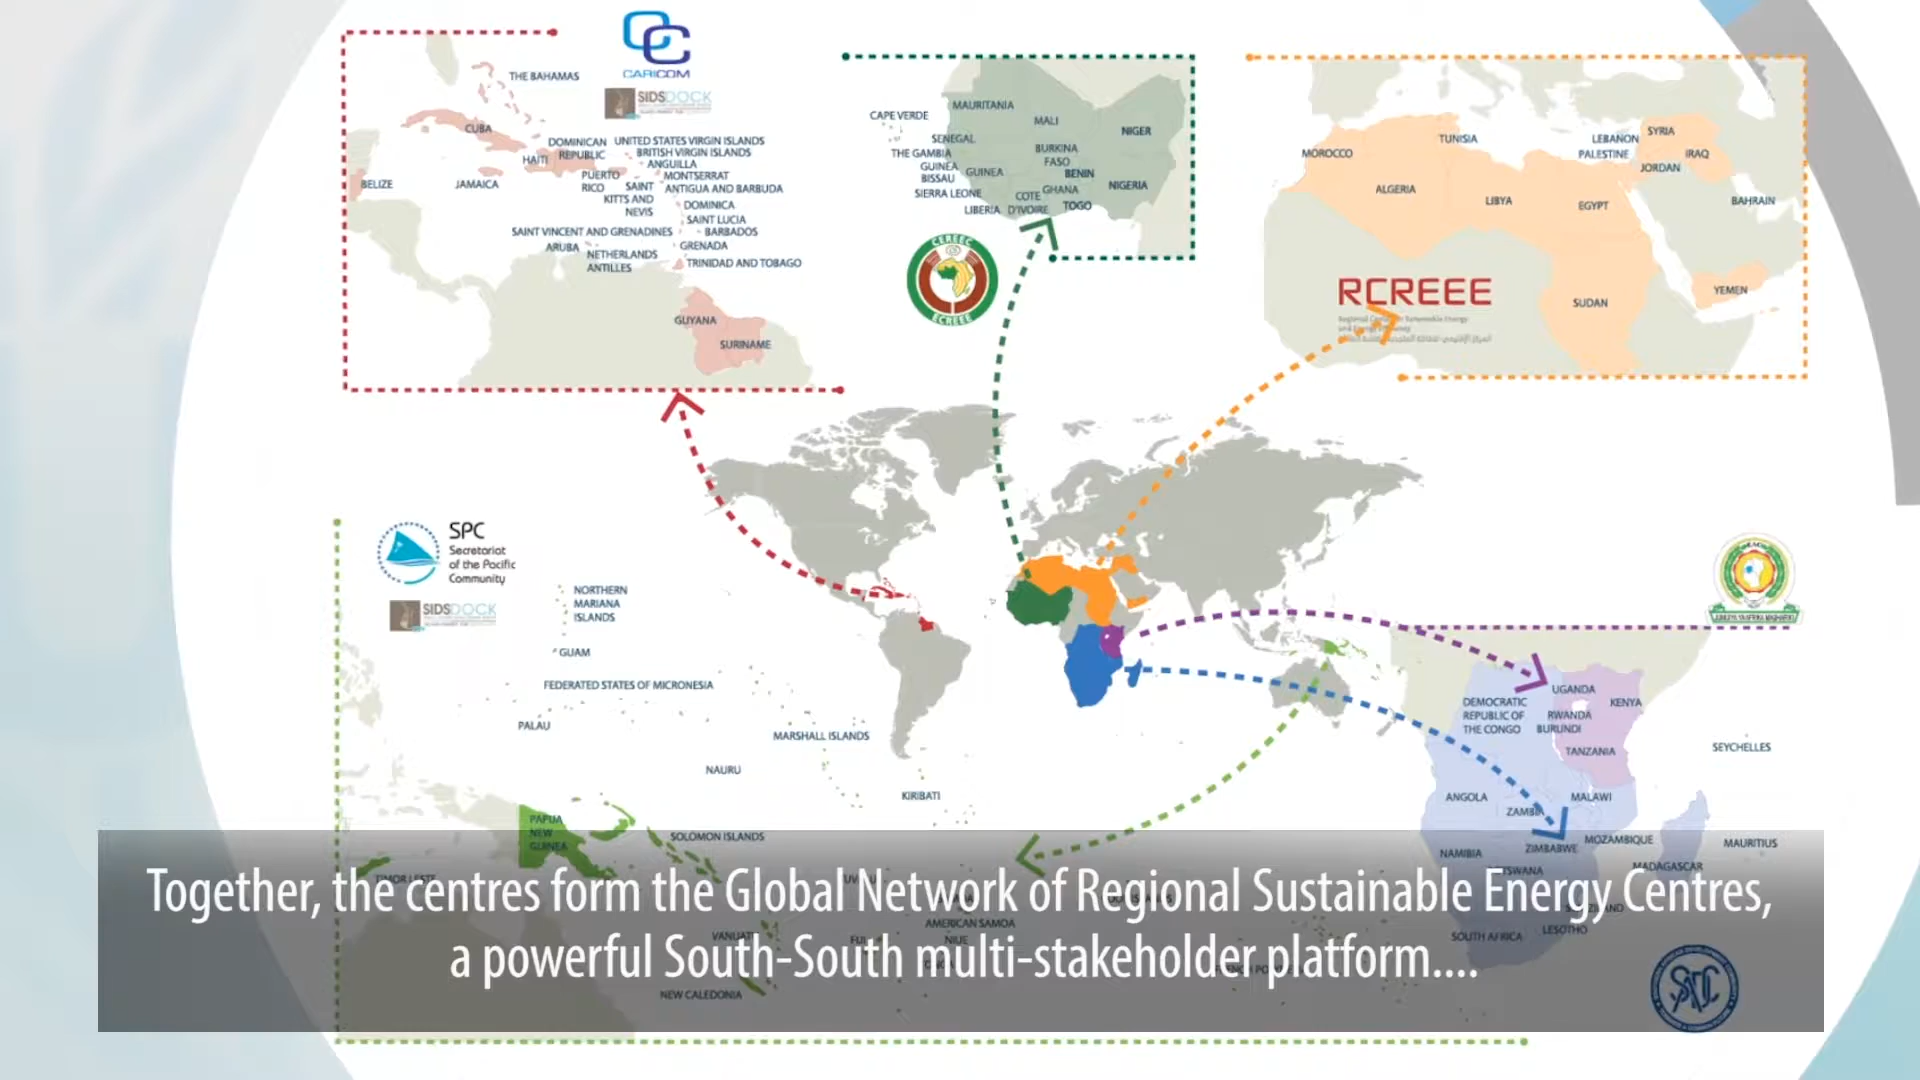 CARICOM
SIDSDOCK
THE BAHAMAS
CUBA
DOMINICAN
REPUBLIC
HAITI
UNITED STATES VIRGIN ISLANDS
BRITISH VIRGIN ISLANDS
ANGUILLA
MONTSERRAT
PUERTO
RICO
SAINT
KITTS AND
NEVIS
ANTIGUA AND BARBUDA
BELIZE
JAMAICA
DOMINICA
SAINT LUCIA
SAINT VINCENT AND GRENADINES
BARBADOS
ARUBA
NETHERLANDS
ANTILLES
GRENADA
TRINIDAD AND TOBAGO
GUYANA
SURINAME
CAPE VERDE
MAURITANIA
MALI
NIGER
SENEGAL
THE GAMBIA
GUINEA
BISSAU
GUINEA
BURKINA
FASO
BENIN
SIERRA LEONE
COTE
D'IVOIRE
GHANA
NIGERIA
LIBERIA
TOGO
CEREEC
ECREEE
MOROCCO
TUNISIA
LEBANON
SYRIA
PALESTINE
IRAQ
JORDAN
ALGERIA
LIBYA
EGYPT
BAHRAIN
RCREEE
SUDAN
YEMEN
SPC
Secretariat
of the Pacific
Community
SIDSDOCK
NORTHERN
MARIANA
ISLANDS
GUAM
FEDERATED STATES OF MICRONESIA
PALAU
MARSHALL ISLANDS
NAURU
KIRIBATI
PAPUA
NEW
GUINEA
SOLOMON ISLANDS
TIMOR LESTE
AMERICAN SAMOA
NIUE
NEW CALEDONIA
UGANDA
DEMOCRATIC
REPUBLIC OF
THE CONGO
KENYA
RWANDA
BURUNDI
TANZANIA
SEYCHELLES
ANGOLA
MALAWI
ZAMBIA
MOZAMBIQUE
ZIMBABWE
MAURITIUS
NAMIBIA
MADAGASCAR
SOUTH AFRICA
LESOTHO
SADC
Together, the centres form the Global Network of Regional Sustainable Energy Centres,
a powerful South-South multi-stakeholder platform....